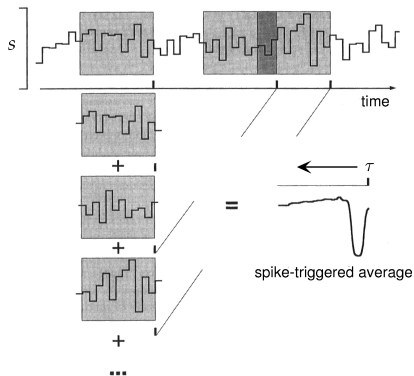 s
time
+
τ
+
=
spike-triggered average
+
...